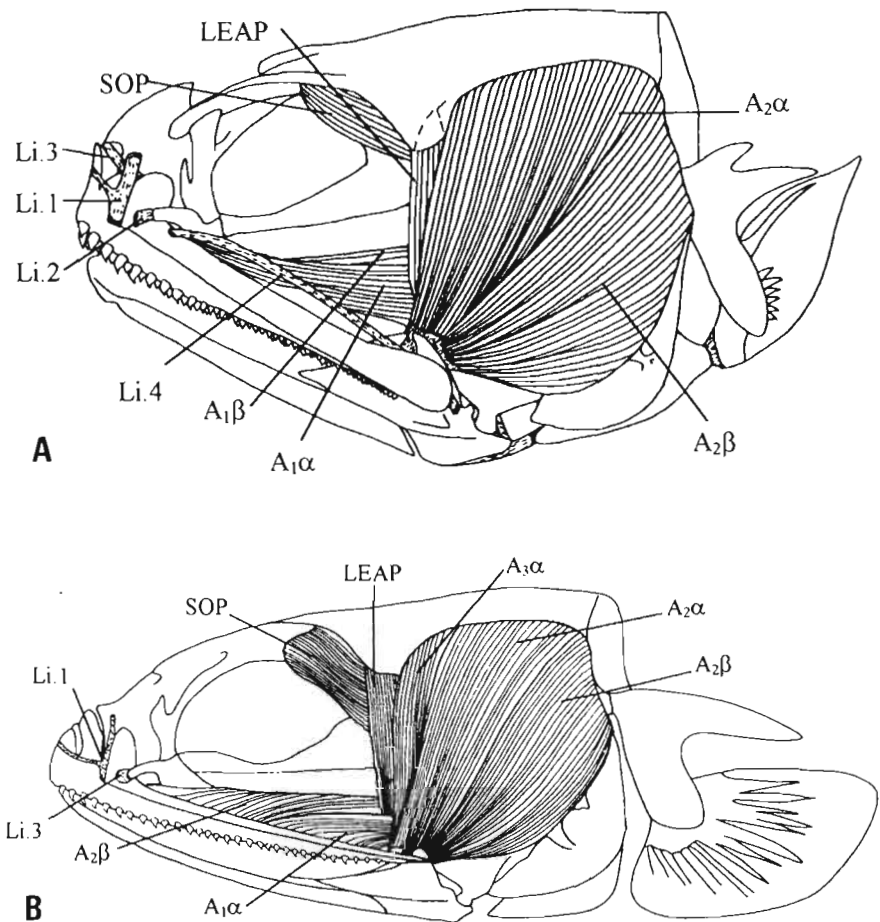 LEAP
SOP
A₂α
Li.3
Li.1
Li.2
Li.4
A₁β
A₁α
A₂β
A
LEAP
A₃α
SOP
A₂α
A₂β
Li.1
Li.3
A₂β
A₁α
B